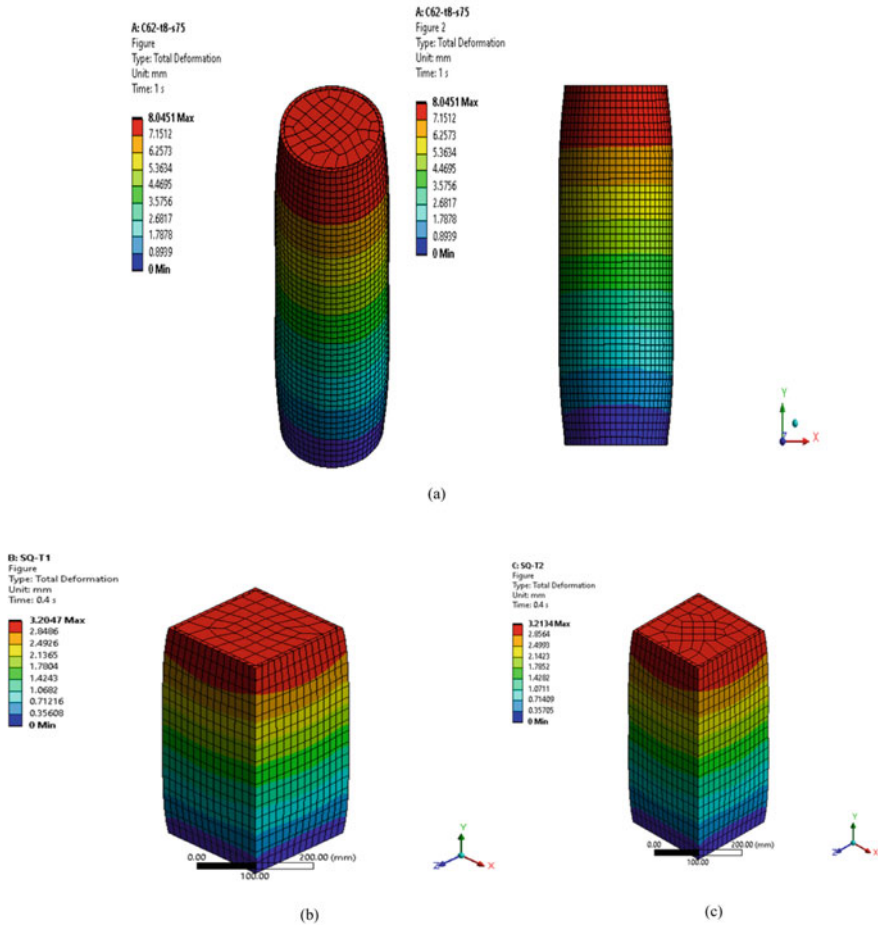 A: C62-t8-s75
Figure
Type: Total Deformation
Unit: mm
Time: 1 s
8.0451 Max
7.1512
6.2573
5.3634
4.4695
3.5756
2.6817
1.7878
0.8939
0 Min
A: C62-t8-s75
Figure 2
Type: Total Deformation
Unit: mm
Time: 1 s
8.0451 Max
7.1512
6.2573
5.3634
4.4695
3.5756
2.6817
1.7878
0.8939
0 Min
Y
Z
X
(a)
B: SQ-T1
Figure
Type: Total Deformation
Unit: mm
Time: 0.4 s
3.2047 Max
2.8486
2.4926
2.1365
1.7804
1.4243
1.0682
0.71216
0.35608
0 Min
0.00
200.00 (mm)
100.00
Y
Z
X
(b)
C: SQ-T2
Figure
Type: Total Deformation
Unit: mm
Time: 0.4 s
3.2134 Max
2.8564
2.4993
2.1423
1.7852
1.4282
1.0711
0.71409
0.35705
0 Min
0.00
200.00 (mm)
100.00
Y
Z
X
(c)